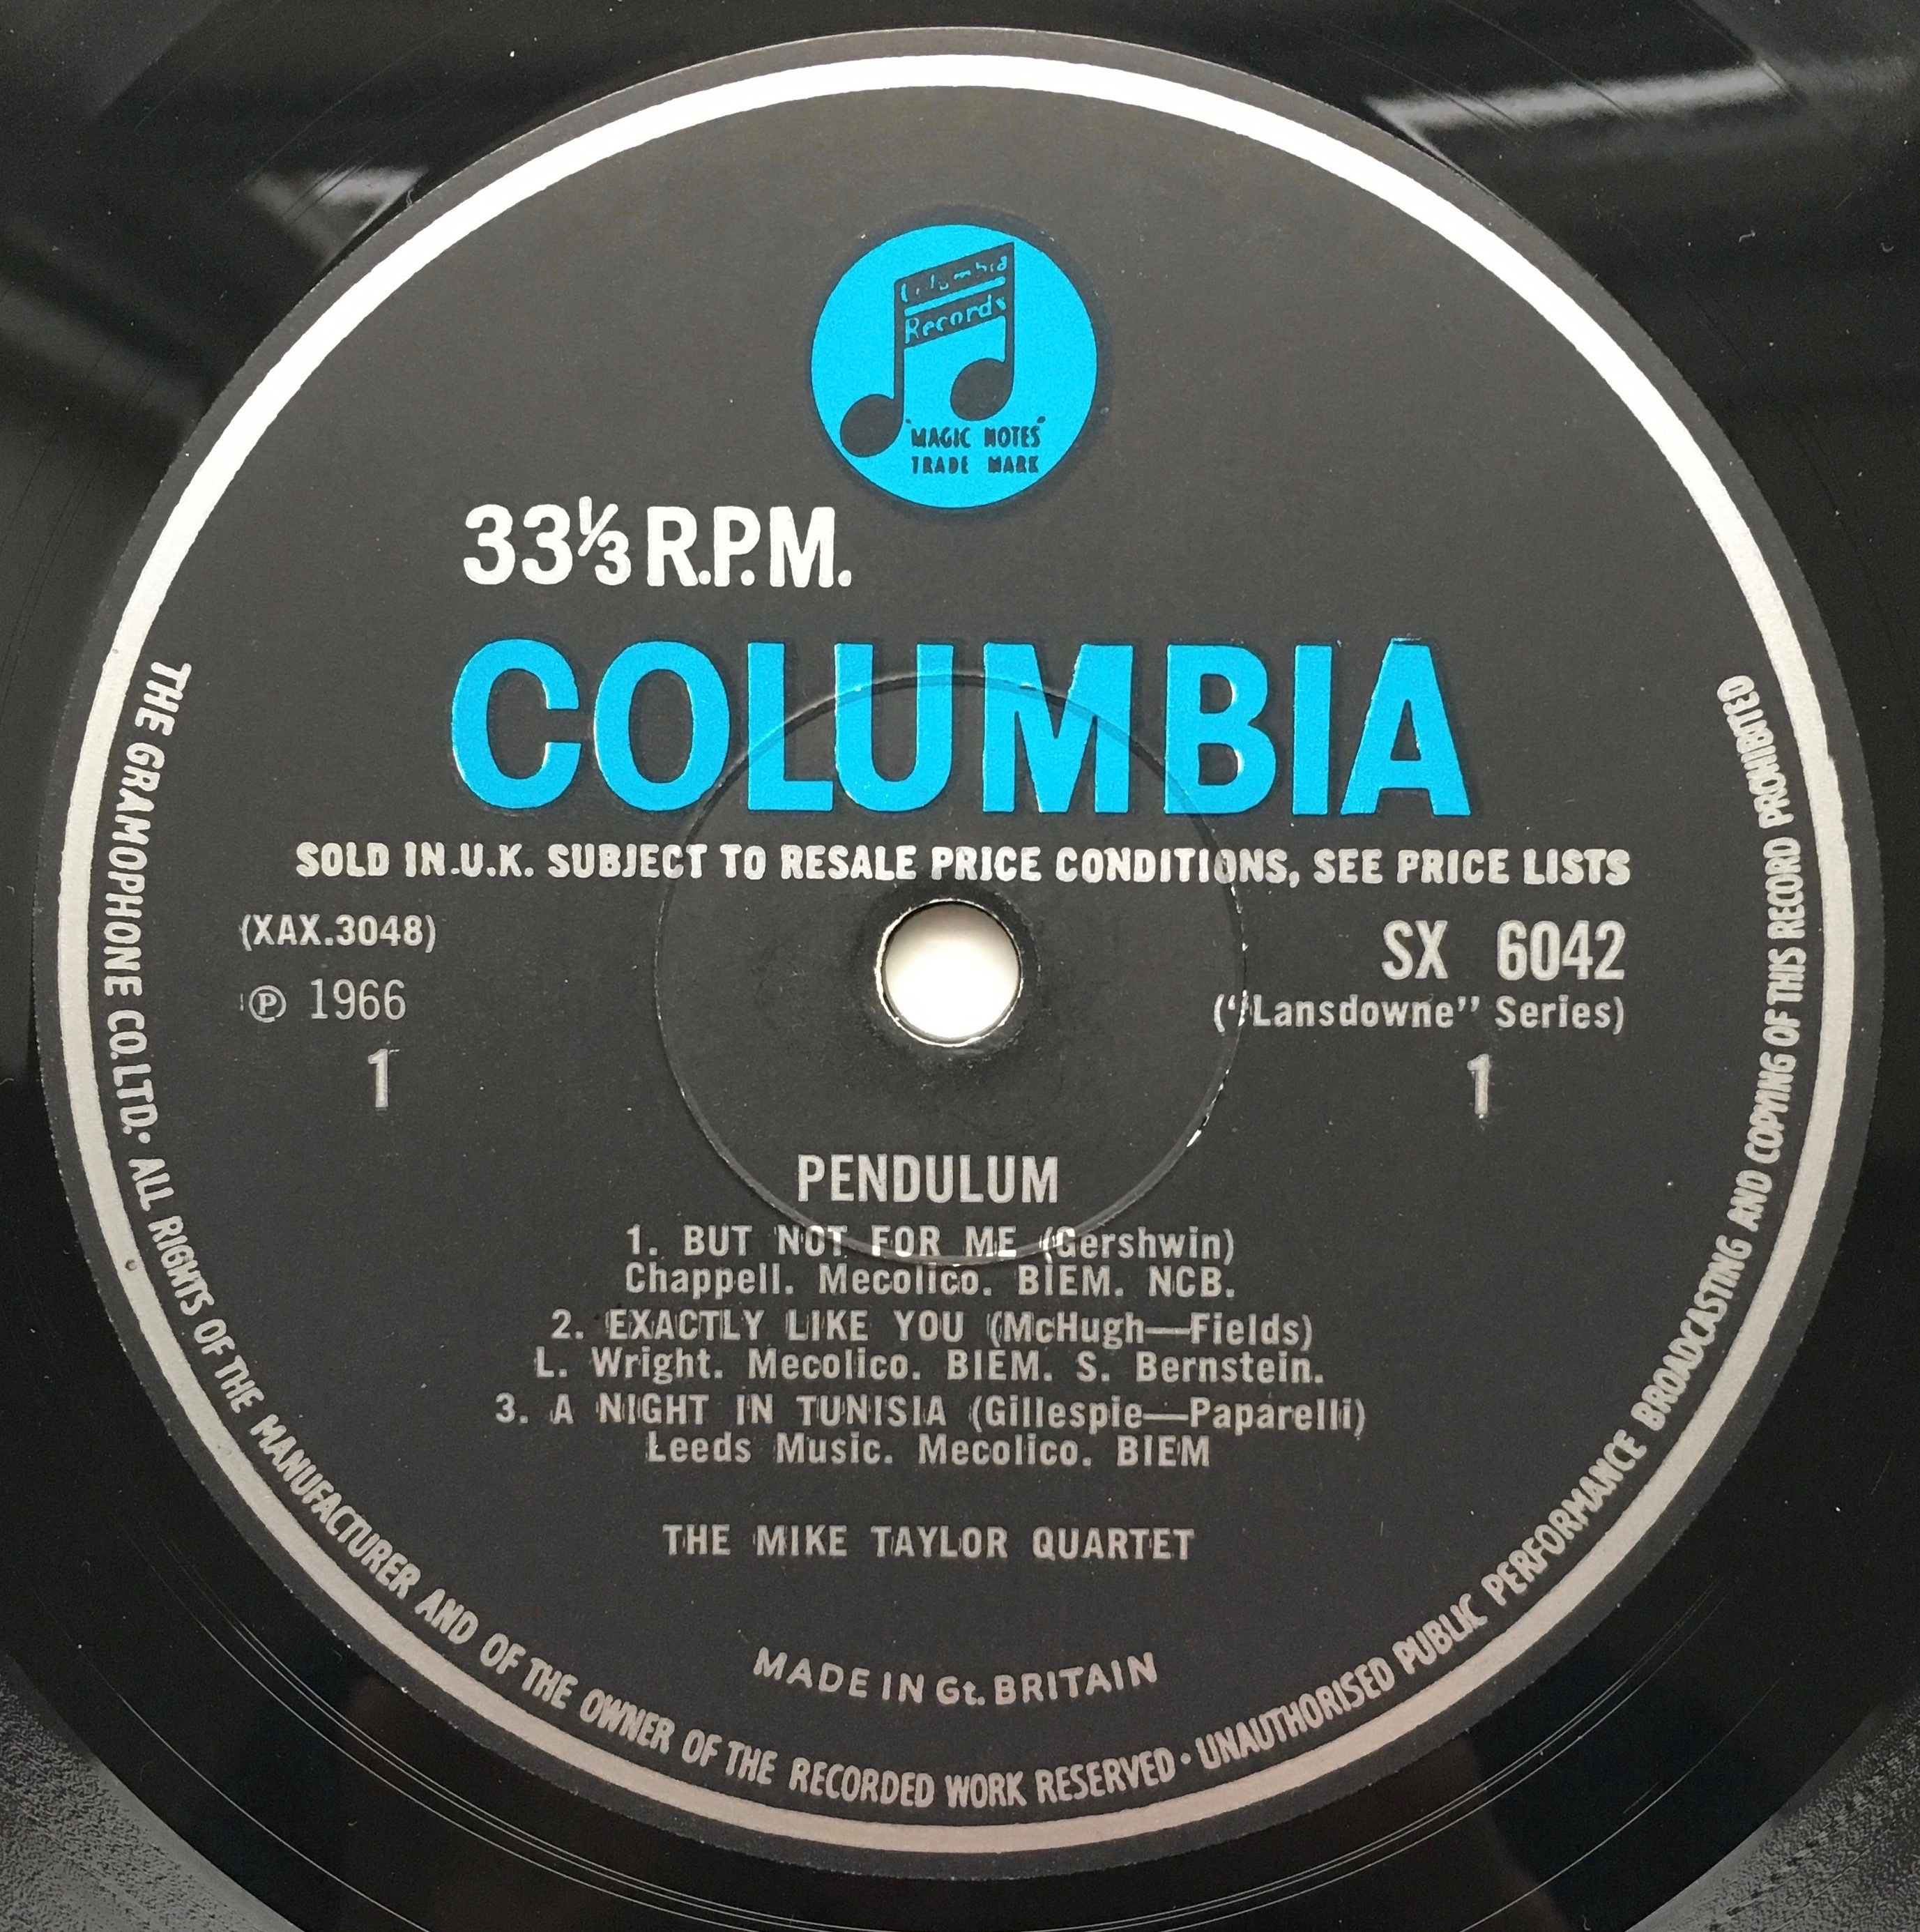 Columbia
Records
"MAGIC NOTES"
TRADE MARK
33⅓ R.P.M.
COLUMBIA
SOLD IN U.K. SUBJECT TO RESALE PRICE CONDITIONS, SEE PRICE LISTS
(XAX.3048)
SX 6042
℗ 1966
("Lansdowne" Series)
1
1
PENDULUM
1. BUT NOT FOR ME (Gershwin)
Chappell. Mecolico. BIEM. NCB.
2. EXACTLY LIKE YOU (McHugh—Fields)
L. Wright. Mecolico. BIEM. S. Bernstein.
3. A NIGHT IN TUNISIA (Gillespie—Paparelli)
Leeds Music. Mecolico. BIEM
THE MIKE TAYLOR QUARTET
MADE IN Gt. BRITAIN
THE GRAMOPHONE CO. LTD. · ALL RIGHTS OF THE MANUFACTURER AND OF THE OWNER OF THE RECORDED WORK RESERVED · UNAUTHORISED PUBLIC PERFORMANCE BROADCASTING AND COPYING OF THIS RECORD PROHIBITED